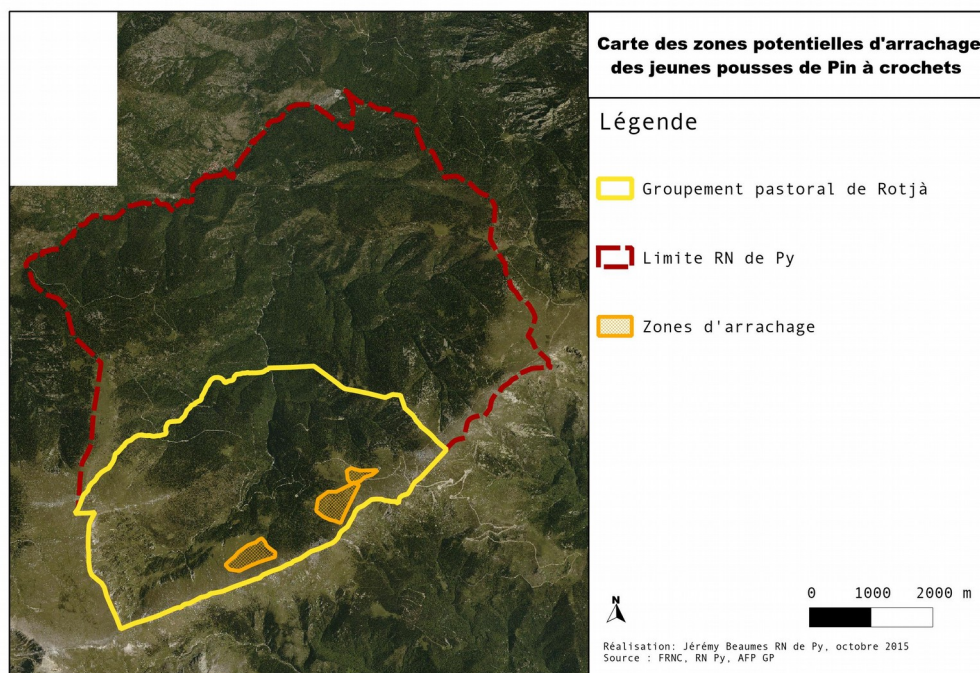 Carte des zones potentielles d'arrachage
des jeunes pousses de Pin à crochets
Légende
Groupement pastoral de Rotjà
Limite RN de Py
Zones d'arrachage
N
0 1000 2000 m
Réalisation: Jérémy Beaumes RN de Py, octobre 2015
Source : FRNC, RN Py, AFP GP